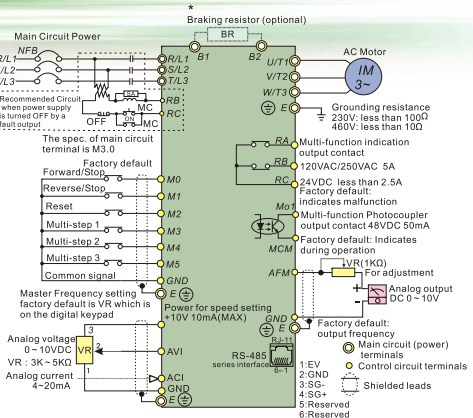 *
Braking resistor (optional)
BR
Main Circuit Power
NFB
B1
B2
AC Motor
R/L1
R/L1
U/T1
S/L2
V/T2
IM
3~
T/L3
W/T3
E
Recommended Circuit
when power supply
is turned OFF by a
fault output
SA
RB
MC
ON
OFF
MC
RC
Grounding resistance
230V: less than 100Ω
460V: less than 10Ω
The spec. of main circuit
terminal is M3.0
RA
Multi-function indication
output contact
RB
120VAC/250VAC 5A
RC
24VDC less than 2.5A
Factory default:
indicates malfunction
Factory default
Forward/Stop
M0
Reverse/Stop
M1
Reset
M2
Multi-step 1
M3
Multi-step 2
M4
Multi-step 3
M5
Common signal
GND
E
Mo1
Multi-function Photocoupler
output contact 48VDC 50mA
MCM
Factory default: Indicates
during operation
AFM
VR(1KΩ)
For adjustment
+
-
Analog output
DC 0~10V
GND
E
Factory default:
output frequency
Master Frequency setting
factory default is VR which is
on the digital keypad
Power for speed setting
+10V 10mA(MAX)
3
Analog voltage
0~10VDC
VR : 3K~5KΩ
VR
2
1
AVI
Analog current
4~20mA
ACI
GND
E
RJ-11
RS-485
series interface
6←1
Main circuit (power)
terminals
Control circuit terminals
Shielded leads
1:EV
2:GND
3:SG-
4:SG+
5:Reserved
6:Reserved